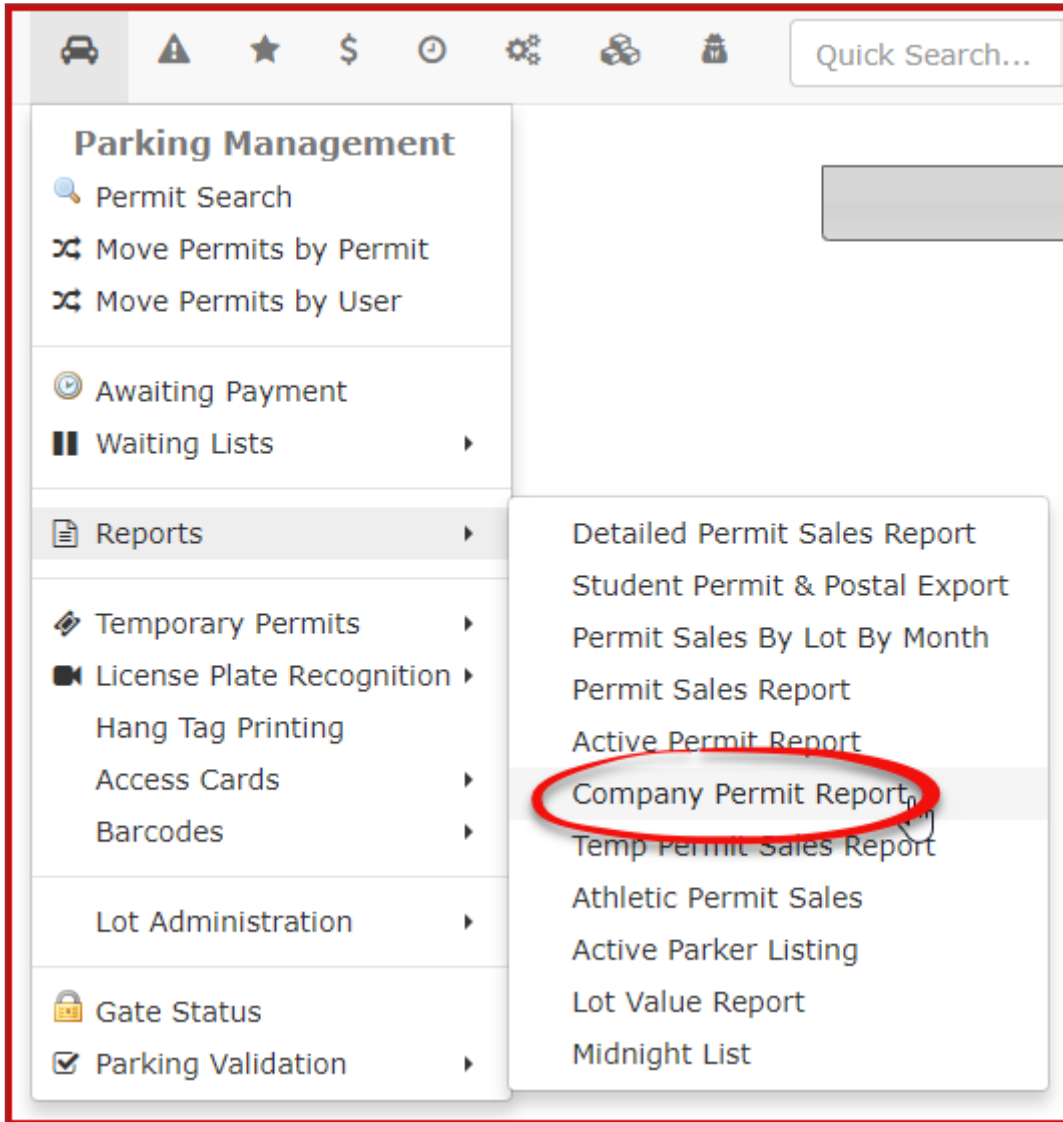 Quick Search...
Parking Management
Permit Search
Move Permits by Permit
Move Permits by User
Awaiting Payment
Waiting Lists
Reports
Temporary Permits
License Plate Recognition
Hang Tag Printing
Access Cards
Barcodes
Lot Administration
Gate Status
Parking Validation
Detailed Permit Sales Report
Student Permit & Postal Export
Permit Sales By Lot By Month
Permit Sales Report
Active Permit Report
Company Permit Report
Temp Permit Sales Report
Athletic Permit Sales
Active Parker Listing
Lot Value Report
Midnight List